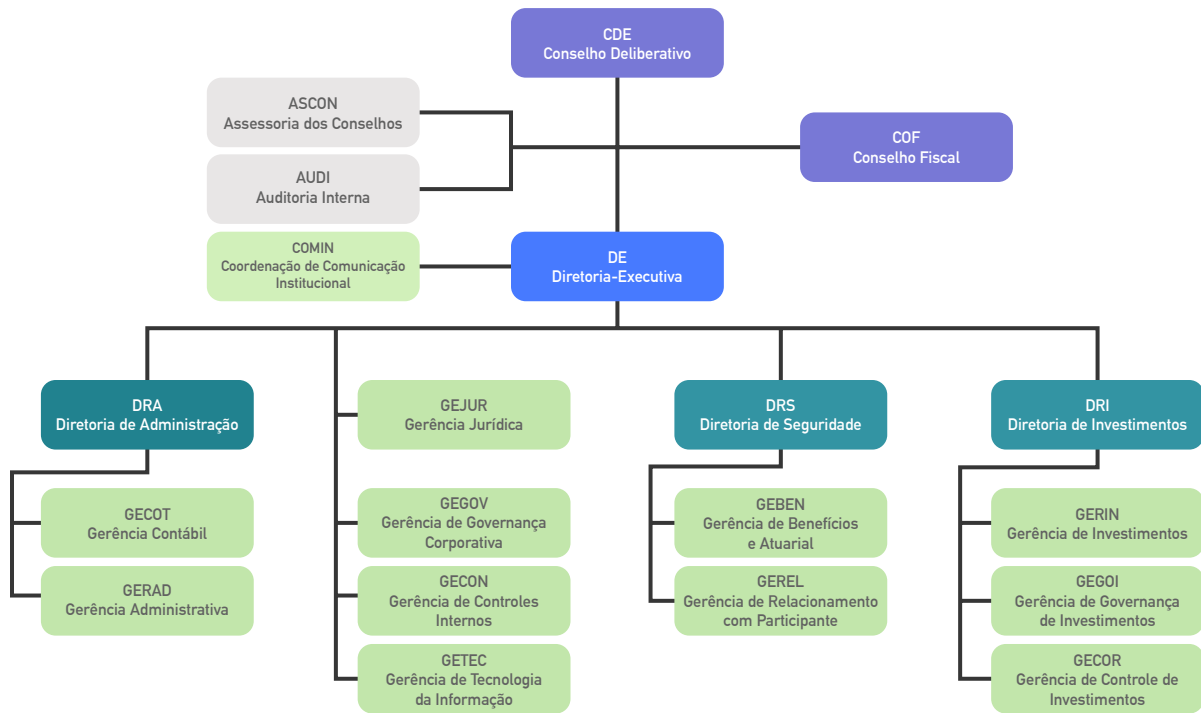 CDE
Conselho Deliberativo
ASCON
Assessoria dos Conselhos
COF
Conselho Fiscal
AUDI
Auditoria Interna
COMIN
Coordenação de Comunicação
Institucional
DE
Diretoria-Executiva
DRA
Diretoria de Administração
GECOT
Gerência Contábil
GERAD
Gerência Administrativa
GEJUR
Gerência Jurídica
GEGOV
Gerência de Governança
Corporativa
GECON
Gerência de Controles
Internos
GETEC
Gerência de Tecnologia
da Informação
DRS
Diretoria de Seguridade
GEBEN
Gerência de Benefícios
e Atuarial
GEREL
Gerência de Relacionamento
com Participante
DRI
Diretoria de Investimentos
GERIN
Gerência de Investimentos
GEGOI
Gerência de Governança
de Investimentos
GECOR
Gerência de Controle de
Investimentos